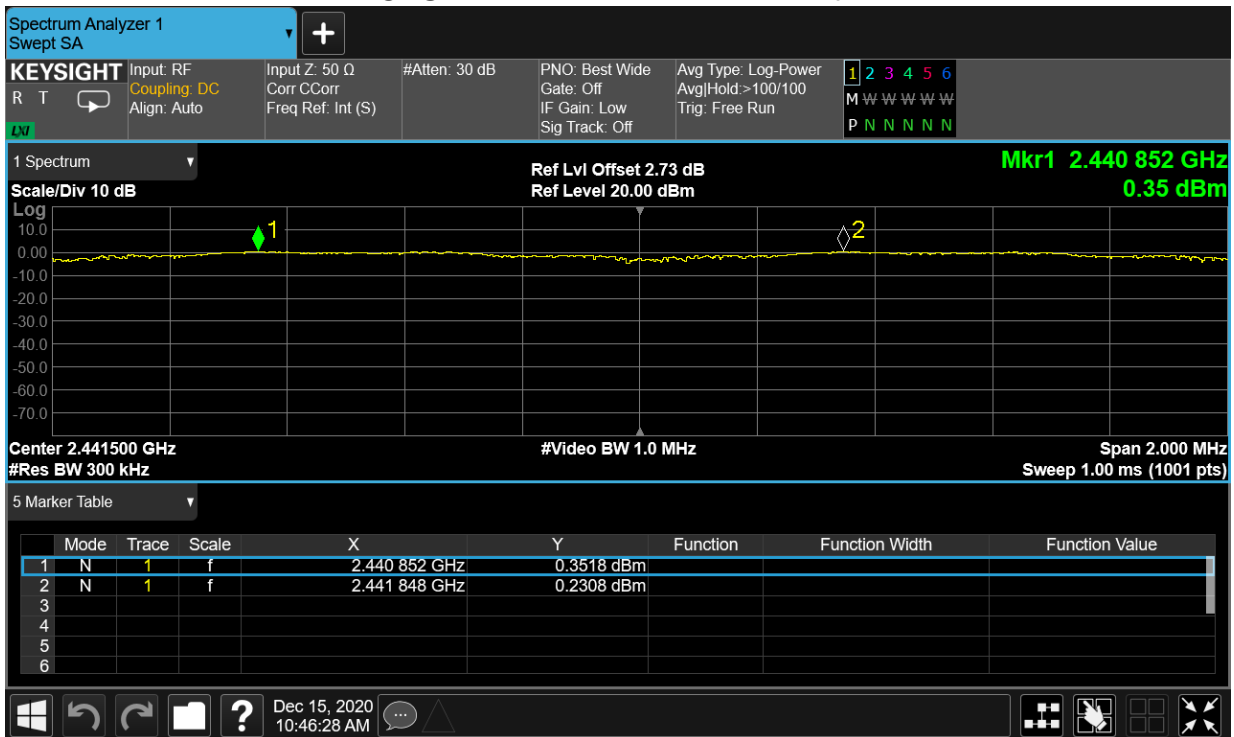 Spectrum Analyzer 1
Swept SA
+
KEYSIGHT
R T
LXI
Input: RF
Coupling: DC
Align: Auto
Input Z: 50 Ω
Corr CCorr
Freq Ref: Int (S)
#Atten: 30 dB
PNO: Best Wide
Gate: Off
IF Gain: Low
Sig Track: Off
Avg Type: Log-Power
Avg|Hold:>100/100
Trig: Free Run
1 2 3 4 5 6
M W W W W W
P N N N N N
1 Spectrum
Scale/Div 10 dB
Ref Lvl Offset 2.73 dB
Ref Level 20.00 dBm
Mkr1 2.440 852 GHz
0.35 dBm
Log
10.0
0.00
-10.0
-20.0
-30.0
-40.0
-50.0
-60.0
-70.0
1
2
Center 2.441500 GHz
#Res BW 300 kHz
#Video BW 1.0 MHz
Span 2.000 MHz
Sweep 1.00 ms (1001 pts)
5 Marker Table
Mode Trace Scale X Y Function Function Width Function Value
1 N 1 f 2.440 852 GHz 0.3518 dBm
2 N 1 f 2.441 848 GHz 0.2308 dBm
3
4
5
6
?
Dec 15, 2020
10:46:28 AM